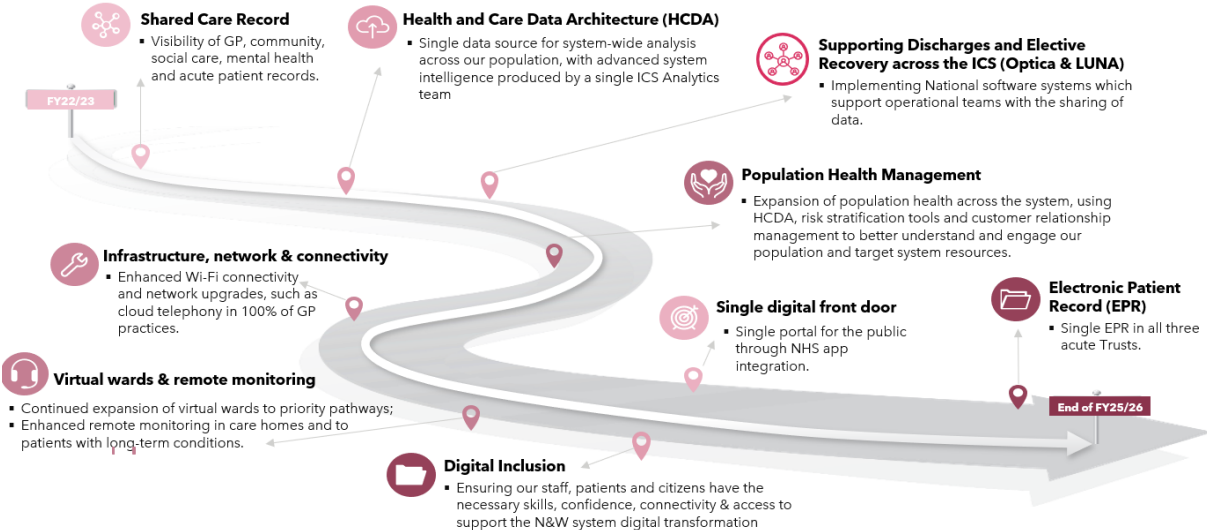 Shared Care Record
▪ Visibility of GP, community,
social care, mental health
and acute patient records.
Health and Care Data Architecture (HCDA)
▪ Single data source for system-wide analysis
across our population, with advanced system
intelligence produced by a single ICS Analytics
team
Supporting Discharges and Elective
Recovery across the ICS (Optica & LUNA)
▪ Implementing National software systems which
support operational teams with the sharing of
data.
FY22/23
Population Health Management
▪ Expansion of population health across the system, using
HCDA, risk stratification tools and customer relationship
management to better understand and engage our
population and target system resources.
Infrastructure, network & connectivity
▪ Enhanced Wi-Fi connectivity
and network upgrades, such as
cloud telephony in 100% of GP
practices.
Single digital front door
▪ Single portal for the public
through NHS app
integration.
Electronic Patient
Record (EPR)
▪ Single EPR in all three
acute Trusts.
Virtual wards & remote monitoring
▪ Continued expansion of virtual wards to priority pathways;
▪ Enhanced remote monitoring in care homes and to
patients with long-term conditions.
End of FY25/26
Digital Inclusion
▪ Ensuring our staff, patients and citizens have the
necessary skills, confidence, connectivity & access to
support the N&W system digital transformation